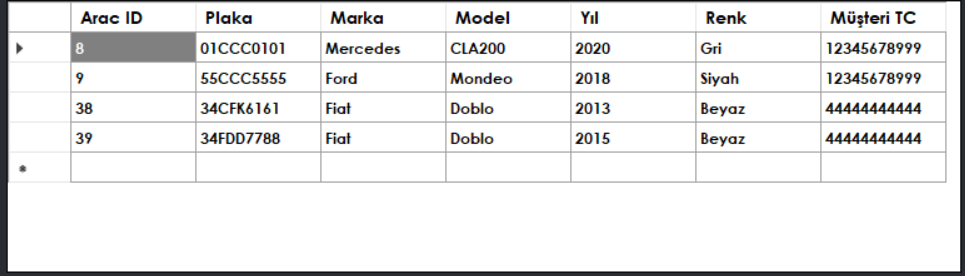 Arac ID Plaka Marka Model Yıl Renk Müşteri TC
8 01CCC0101 Mercedes CLA200 2020 Gri 12345678999
9 55CCC5555 Ford Mondeo 2018 Siyah 12345678999
38 34CFK6161 Fiat Doblo 2013 Beyaz 44444444444
39 34FDD7788 Fiat Doblo 2015 Beyaz 44444444444